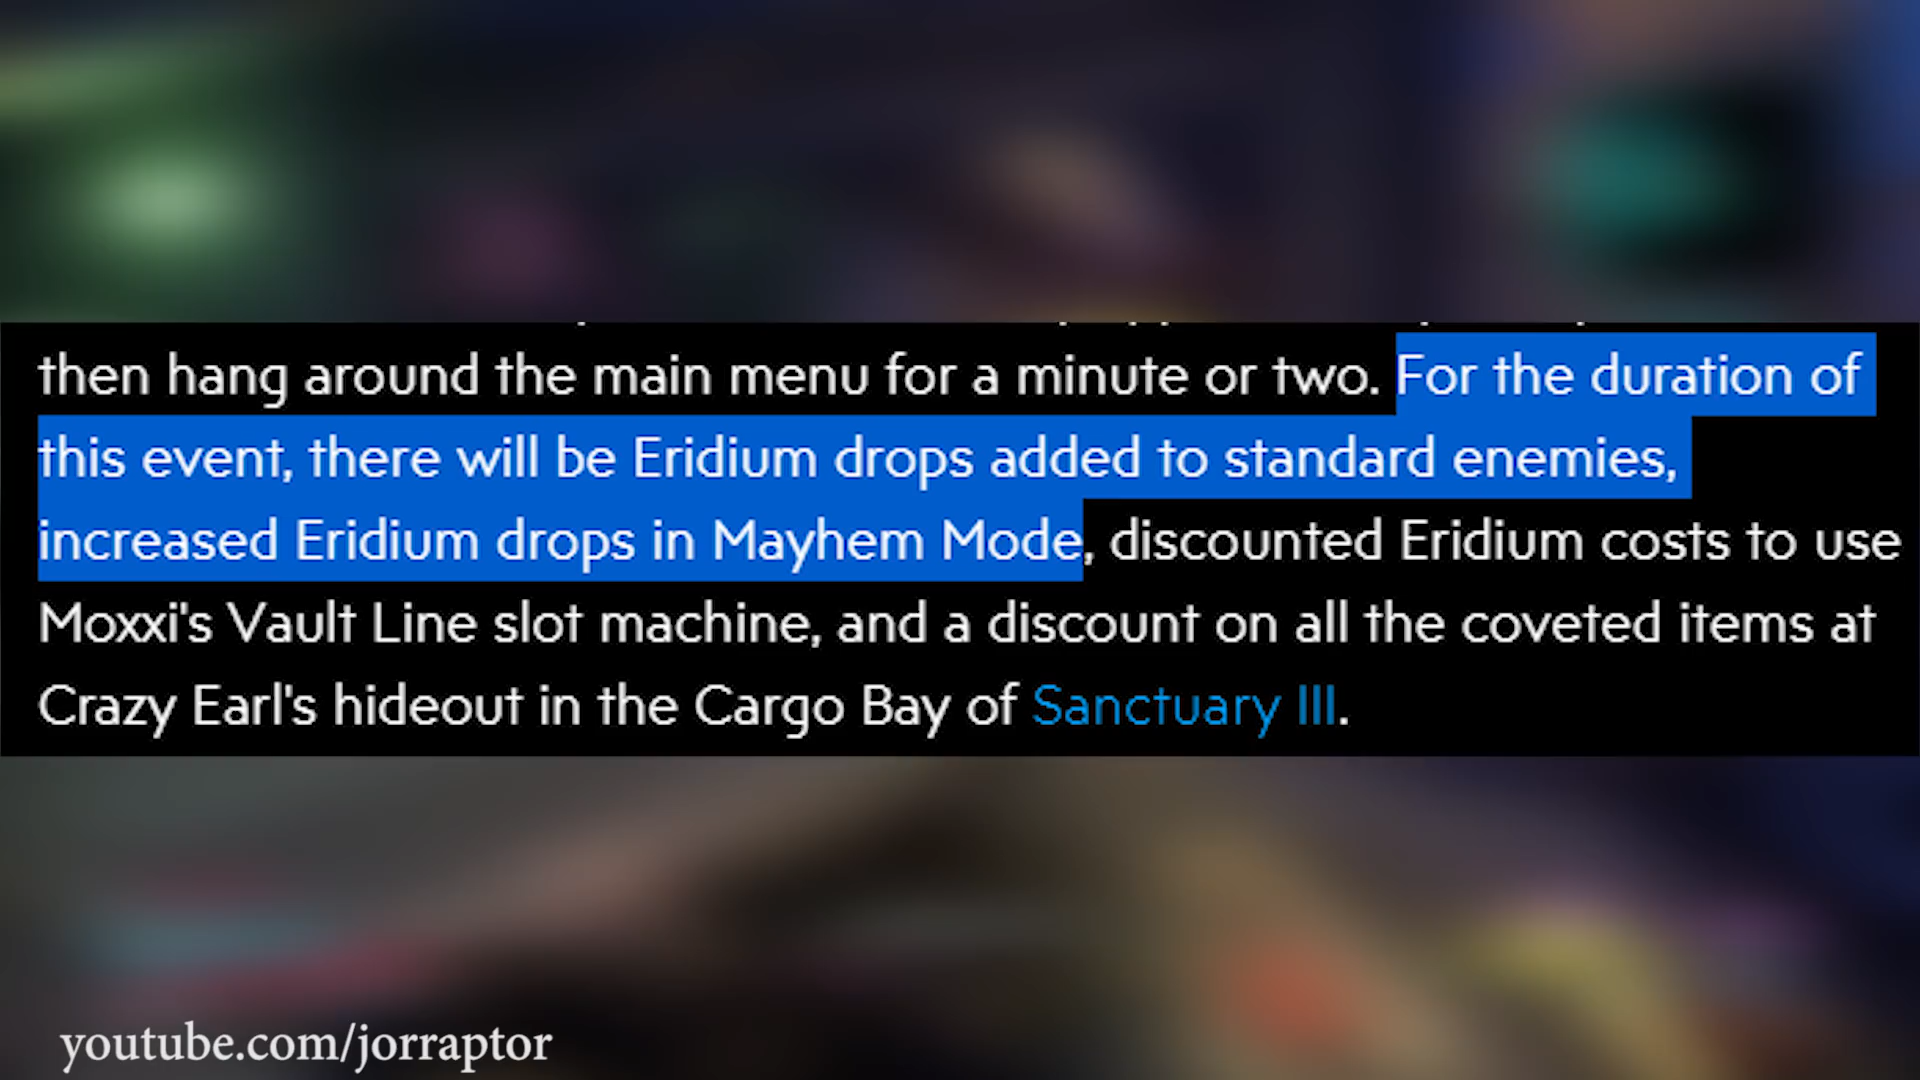 then hang around the main menu for a minute or two. For the duration of
this event, there will be Eridium drops added to standard enemies,
increased Eridium drops in Mayhem Mode, discounted Eridium costs to use
Moxxi's Vault Line slot machine, and a discount on all the coveted items at
Crazy Earl's hideout in the Cargo Bay of Sanctuary III.
youtube.com/jorraptor